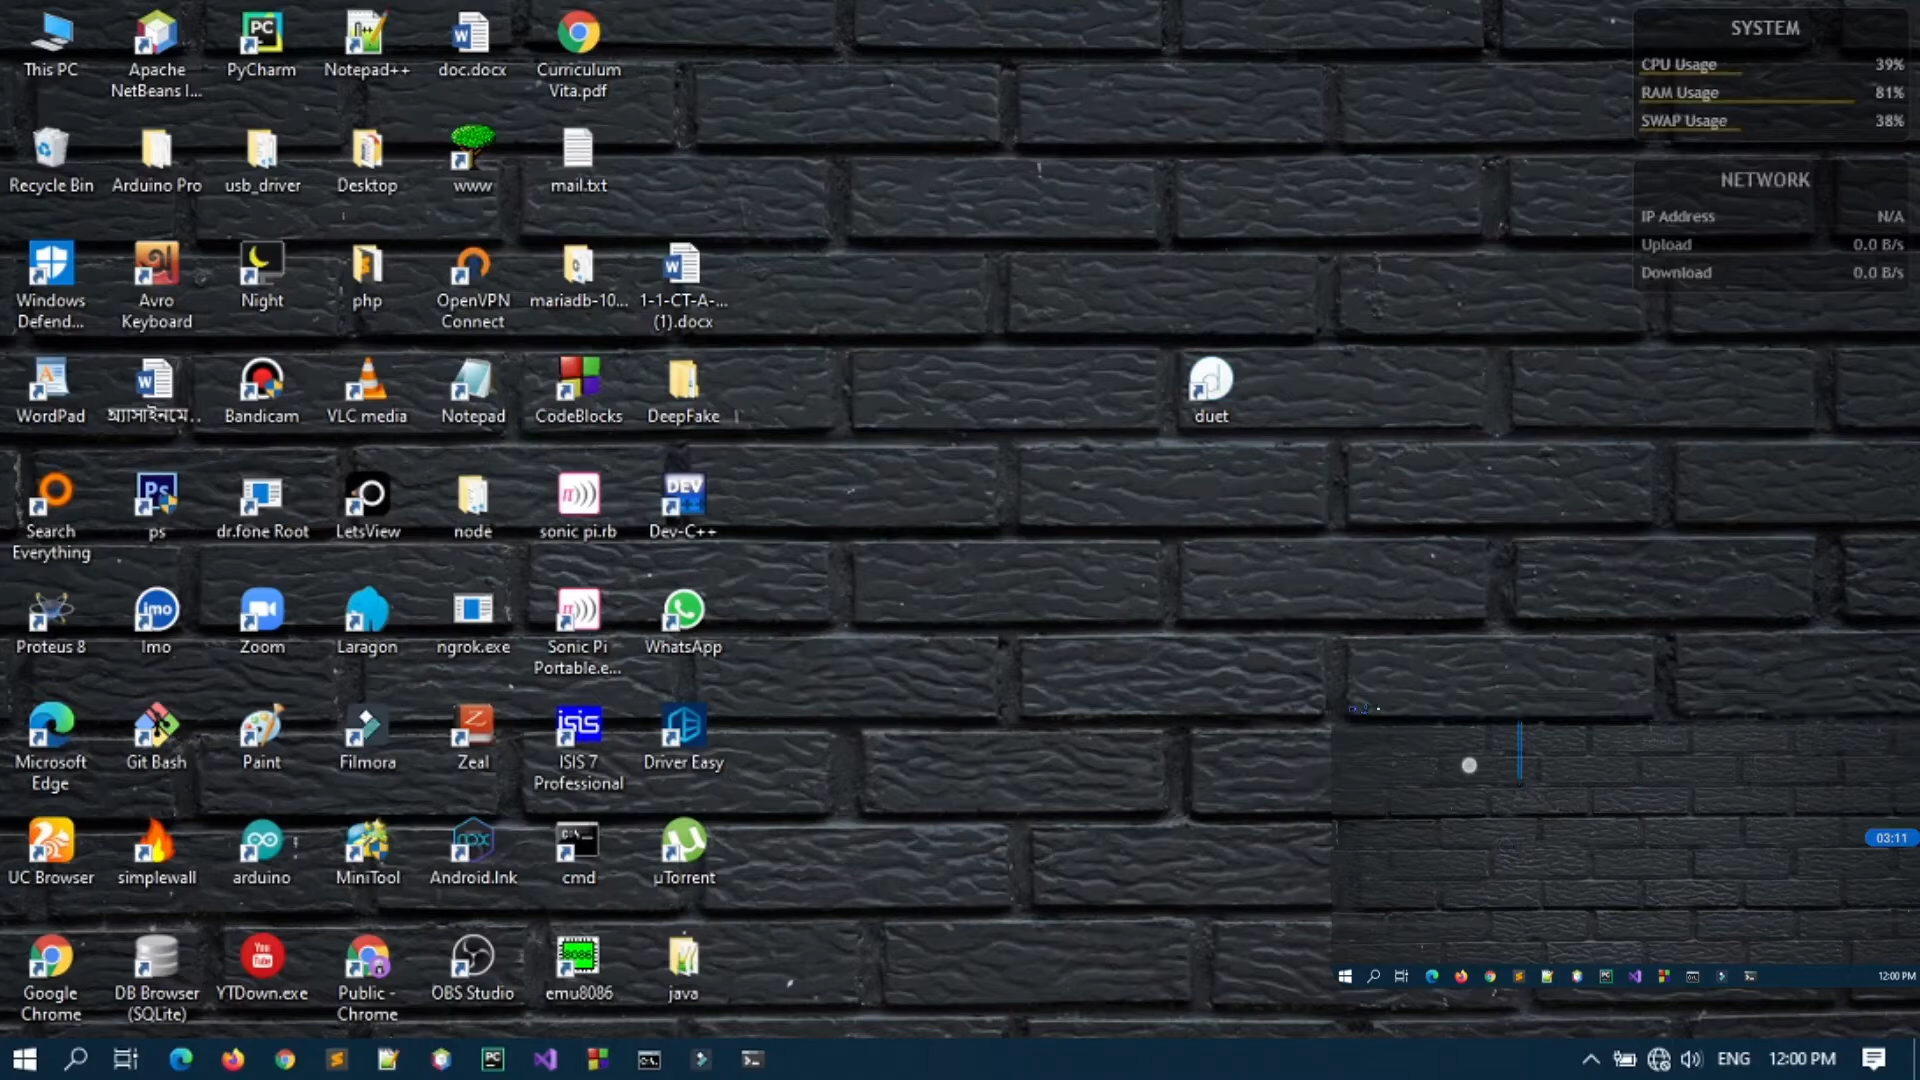 This PC
Apache
NetBeans I...
PyCharm
Notepad++
doc.docx
Curriculum
Vita.pdf
SYSTEM
CPU Usage 39%
RAM Usage 81%
SWAP Usage 38%
Recycle Bin
Arduino Pro
usb_driver
Desktop
www
mail.txt
NETWORK
IP Address N/A
Upload 0.0 B/s
Download 0.0 B/s
Windows
Defend...
Avro
Keyboard
Night
php
OpenVPN
Connect
mariadb-10...
1-1-CT-A-...
(1).docx
WordPad
অ্যাসাইনমে...
Bandicam
VLC media
Notepad
CodeBlocks
DeepFake
duet
Search
Everything
ps
dr.fone Root
LetsView
node
sonic pi.rb
Dev-C++
Proteus 8
Imo
Zoom
Laragon
ngrok.exe
Sonic Pi
Portable.e...
WhatsApp
Microsoft
Edge
Git Bash
Paint
Filmora
Zeal
ISIS 7
Professional
Driver Easy
UC Browser
simplewall
arduino
MiniTool
Android.lnk
cmd
µTorrent
03:11
Google
Chrome
DB Browser
(SQLite)
YTDown.exe
Public -
Chrome
OBS Studio
emu8086
java
12:00 PM
ENG 12:00 PM